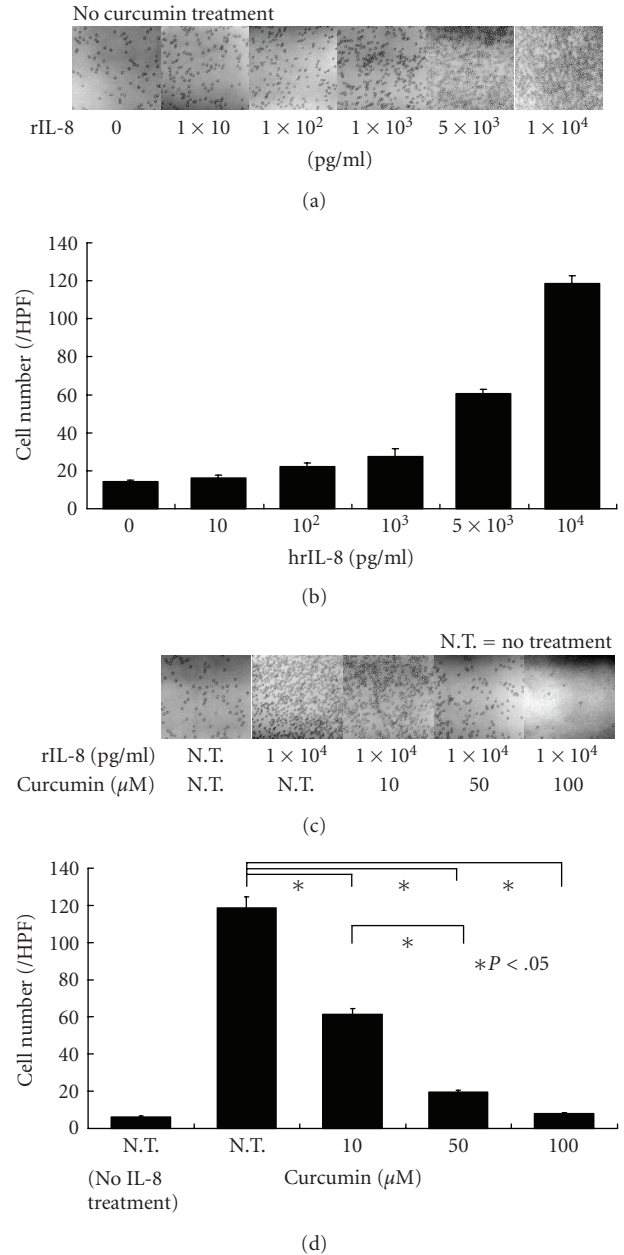 No curcumin treatment
rIL-8 0 1 × 10 1 × 10² 1 × 10³ 5 × 10³ 1 × 10⁴
(pg/ml)
(a)
140
120
100
80
60
40
20
0
Cell number (/HPF)
0 10 10² 10³ 5 × 10³ 10⁴
hrIL-8 (pg/ml)
(b)
N.T. = no treatment
rIL-8 (pg/ml) N.T. 1 × 10⁴ 1 × 10⁴ 1 × 10⁴ 1 × 10⁴
Curcumin (μM) N.T. N.T. 10 50 100
(c)
140
120
100
80
60
40
20
0
Cell number (/HPF)
∗ ∗ ∗
∗
∗P < .05
N.T. N.T. 10 50 100
(No IL-8 Curcumin (μM)
treatment)
(d)